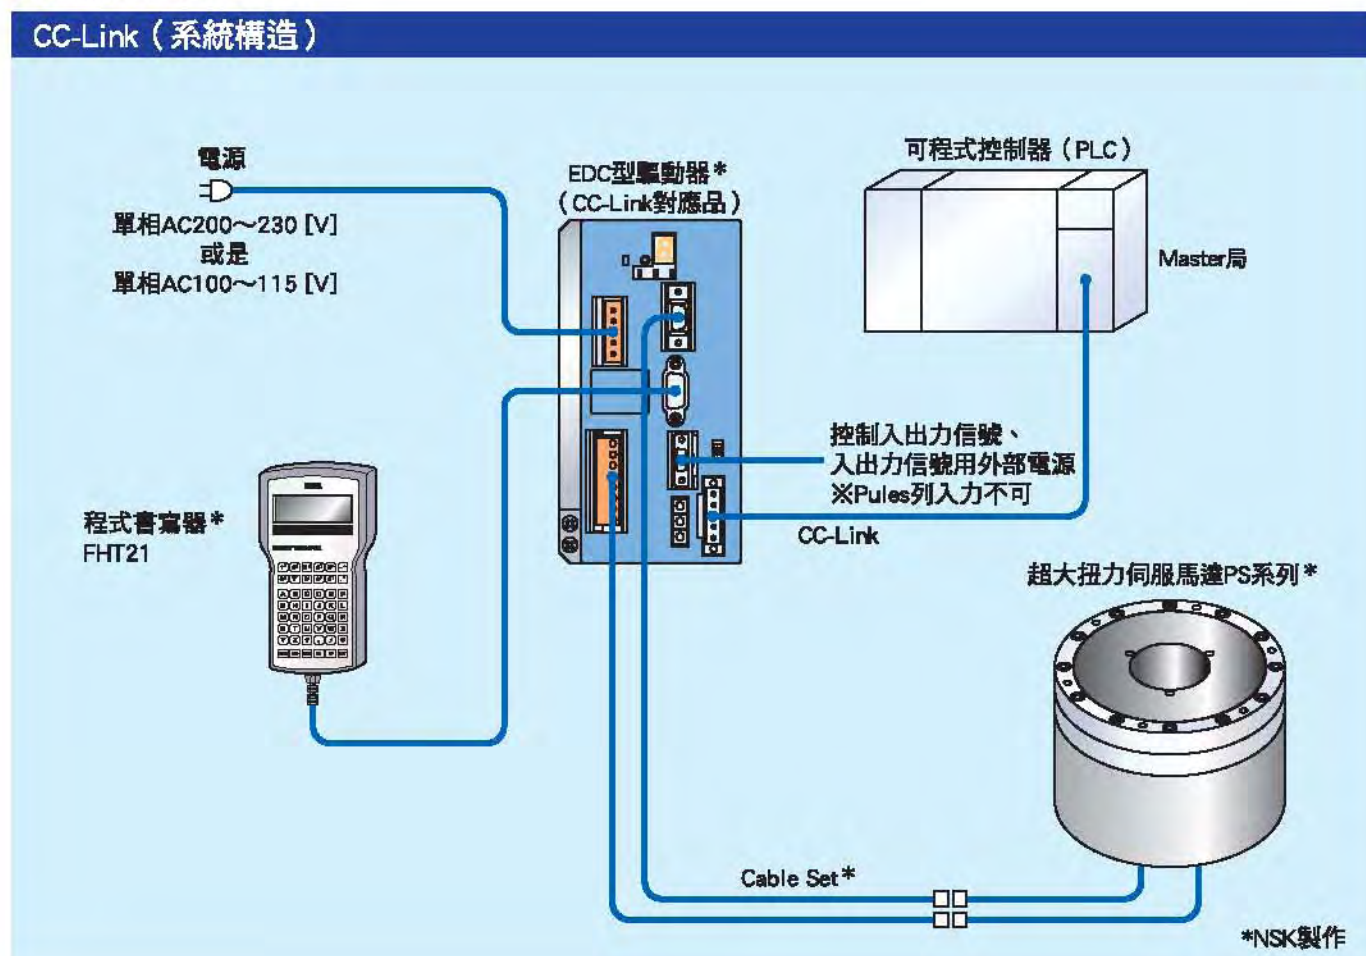 CC-Link（系統構造）
電源
單相AC200～230 [V]
或是
單相AC100～115 [V]
EDC型驅動器*
（CC-Link對應品）
可程式控制器（PLC）
Master局
控制入出力信號、
入出力信號用外部電源
※Pules列入力不可
CC-Link
程式書寫器*
FHT21
超大扭力伺服馬達PS系列*
Cable Set*
*NSK製作